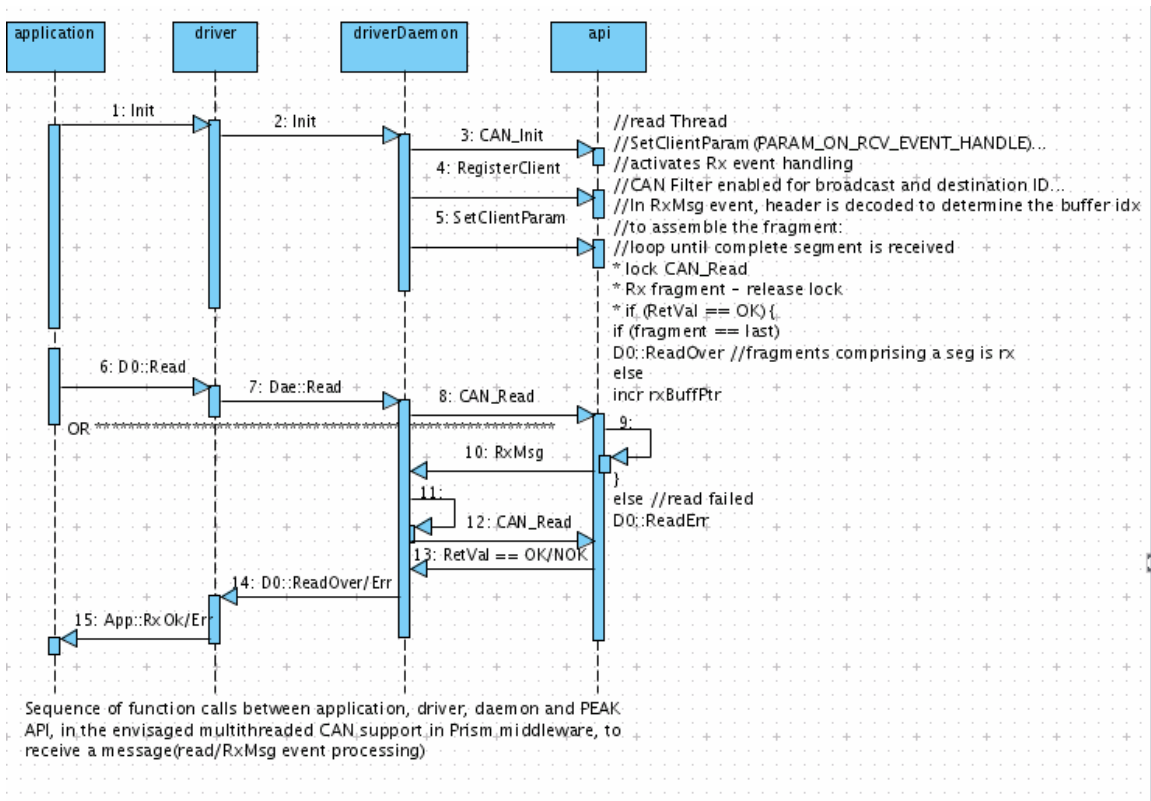 application driver driverDaemon api
1: Init
2: Init
3: CAN_Init
4: RegisterClient
5: SetClientParam
//read Thread
//SetClientParam (PARAM_ON_RCV_EVENT_HANDLE)...
//activates Rx event handling
//CAN Filter enabled for broadcast and destination ID...
//In RxMsg event, header is decoded to determine the buffer idx
//to assemble the fragment:
//loop until complete segment is received
* lock CAN_Read
* Rx fragment - release lock
* if (RetVal == OK){
if (fragment == last)
D0::ReadOver //fragments comprising a seg is rx
else
incr rxBuffPtr
6: D0::Read
7: Dae::Read
8: CAN_Read
OR ******************************************************
9:
10: RxMsg
}
else //read failed
D0::ReadErr
11:
12: CAN_Read
13: RetVal == OK/NOK
14: D0::ReadOver/Err
15: App::RxOk/Err
Sequence of function calls between application, driver, daemon and PEAK
API, in the envisaged multithreaded CAN support in Prism middleware, to
receive a message(read/RxMsg event processing)